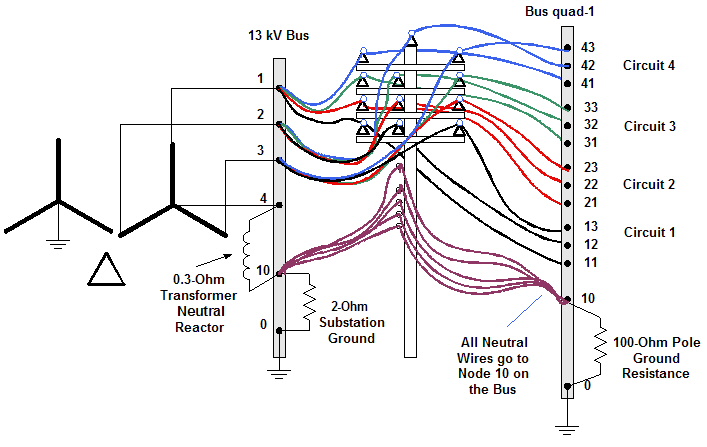 Bus quad-1
13 kV Bus
1
2
3
4
10
0
0.3-Ohm
Transformer
Neutral
Reactor
2-Ohm
Substation
Ground
43
42
41
Circuit 4
33
32
31
Circuit 3
23
22
21
Circuit 2
13
12
11
Circuit 1
10
0
All Neutral
Wires go to
Node 10 on
the Bus
100-Ohm Pole
Ground
Resistance